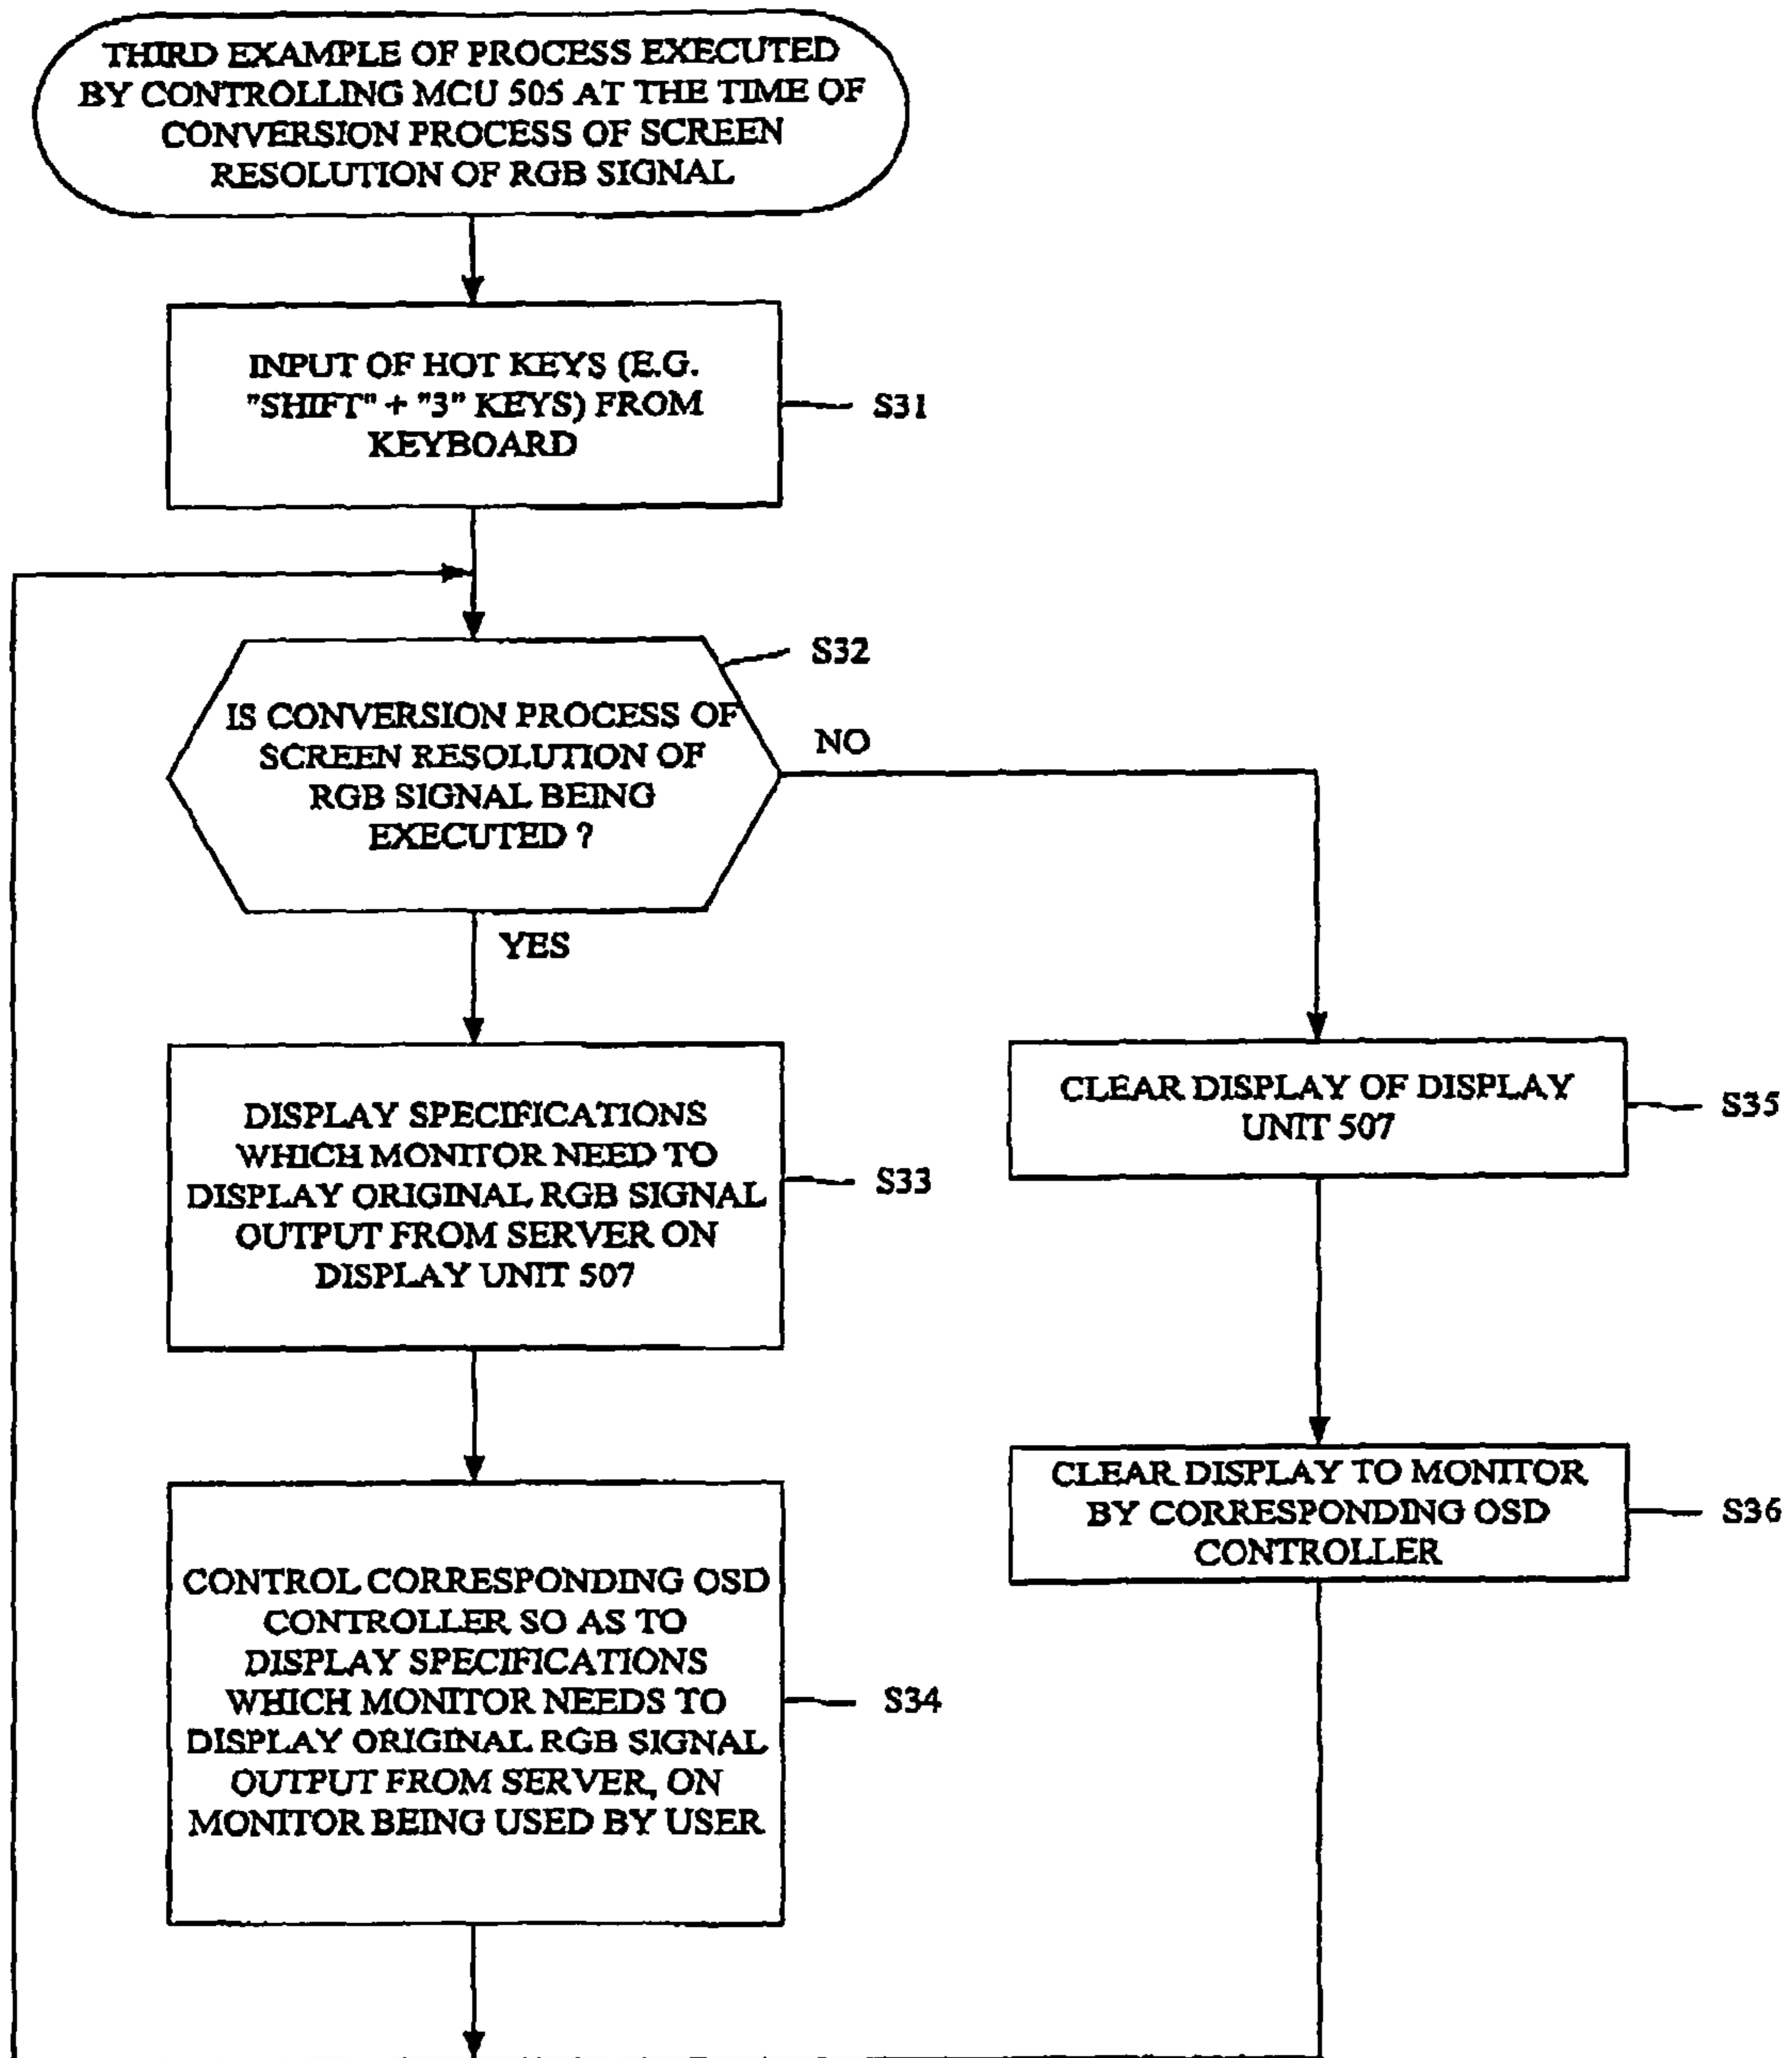 THIRD EXAMPLE OF PROCESS EXECUTED
BY CONTROLLING MCU 505 AT THE TIME OF
CONVERSION PROCESS OF SCREEN
RESOLUTION OF RGB SIGNAL
INPUT OF HOT KEYS (E.G.
"SHIFT" + "3" KEYS) FROM
KEYBOARD
S31
S32
IS CONVERSION PROCESS OF
SCREEN RESOLUTION OF
RGB SIGNAL BEING
EXECUTED ?
NO
YES
DISPLAY SPECIFICATIONS
WHICH MONITOR NEED TO
DISPLAY ORIGINAL RGB SIGNAL
OUTPUT FROM SERVER ON
DISPLAY UNIT 507
S33
CLEAR DISPLAY OF DISPLAY
UNIT 507
S35
CONTROL CORRESPONDING OSD
CONTROLLER SO AS TO
DISPLAY SPECIFICATIONS
WHICH MONITOR NEEDS TO
DISPLAY ORIGINAL RGB SIGNAL
OUTPUT FROM SERVER, ON
MONITOR BEING USED BY USER
S34
CLEAR DISPLAY TO MONITOR
BY CORRESPONDING OSD
CONTROLLER
S36